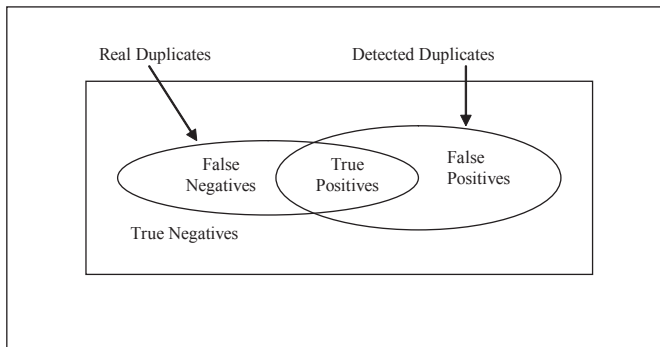 Real Duplicates
Detected Duplicates
False
Negatives
True
Positives
False
Positives
True Negatives